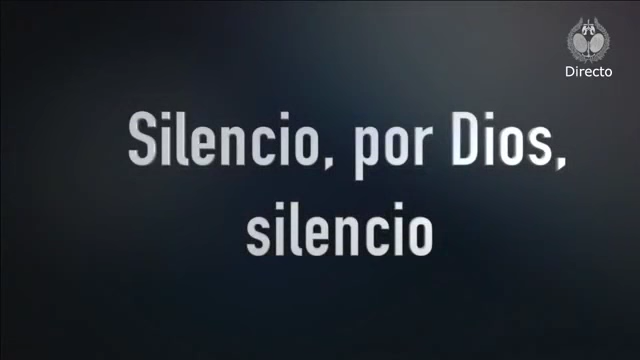 Directo
Silencio, por Dios,
silencio